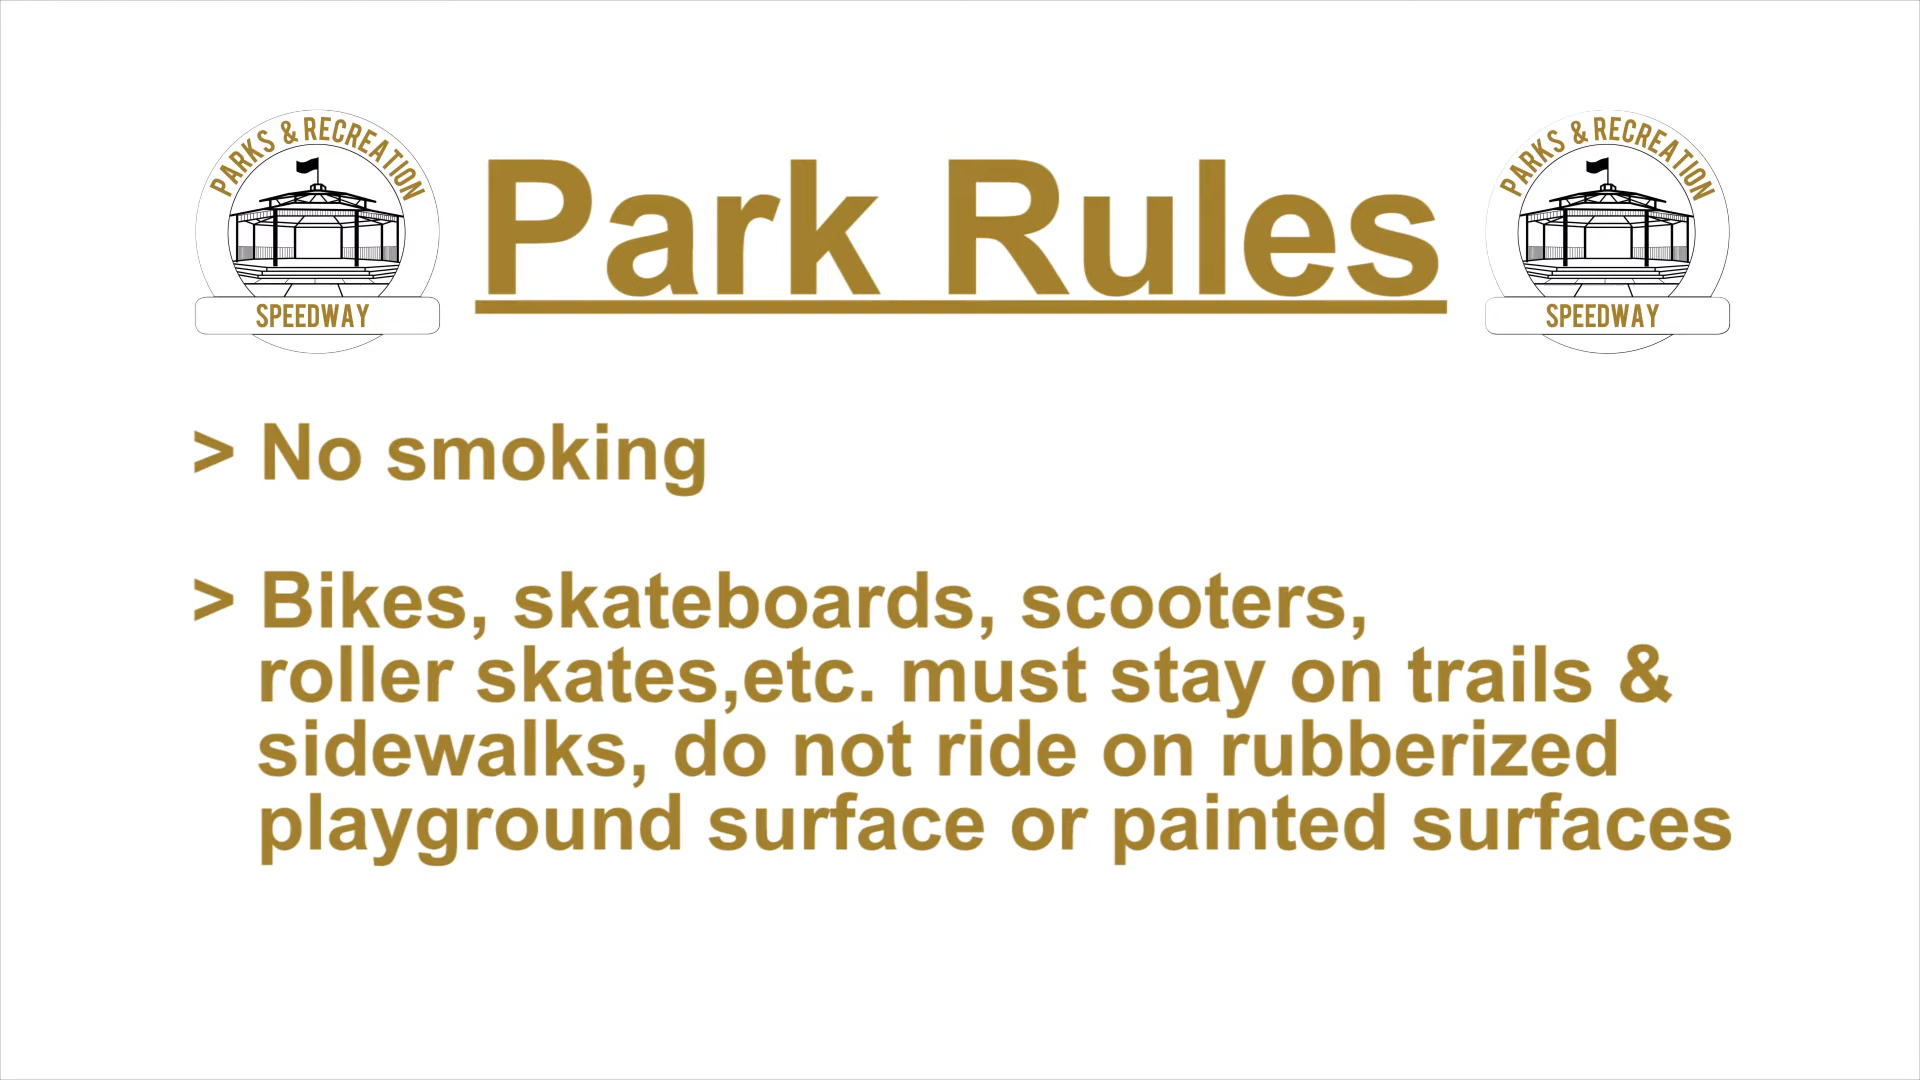 PARKS & RECREATION
SPEEDWAY
Park Rules
PARKS & RECREATION
SPEEDWAY
> No smoking
> Bikes, skateboards, scooters,
roller skates,etc. must stay on trails &
sidewalks, do not ride on rubberized
playground surface or painted surfaces